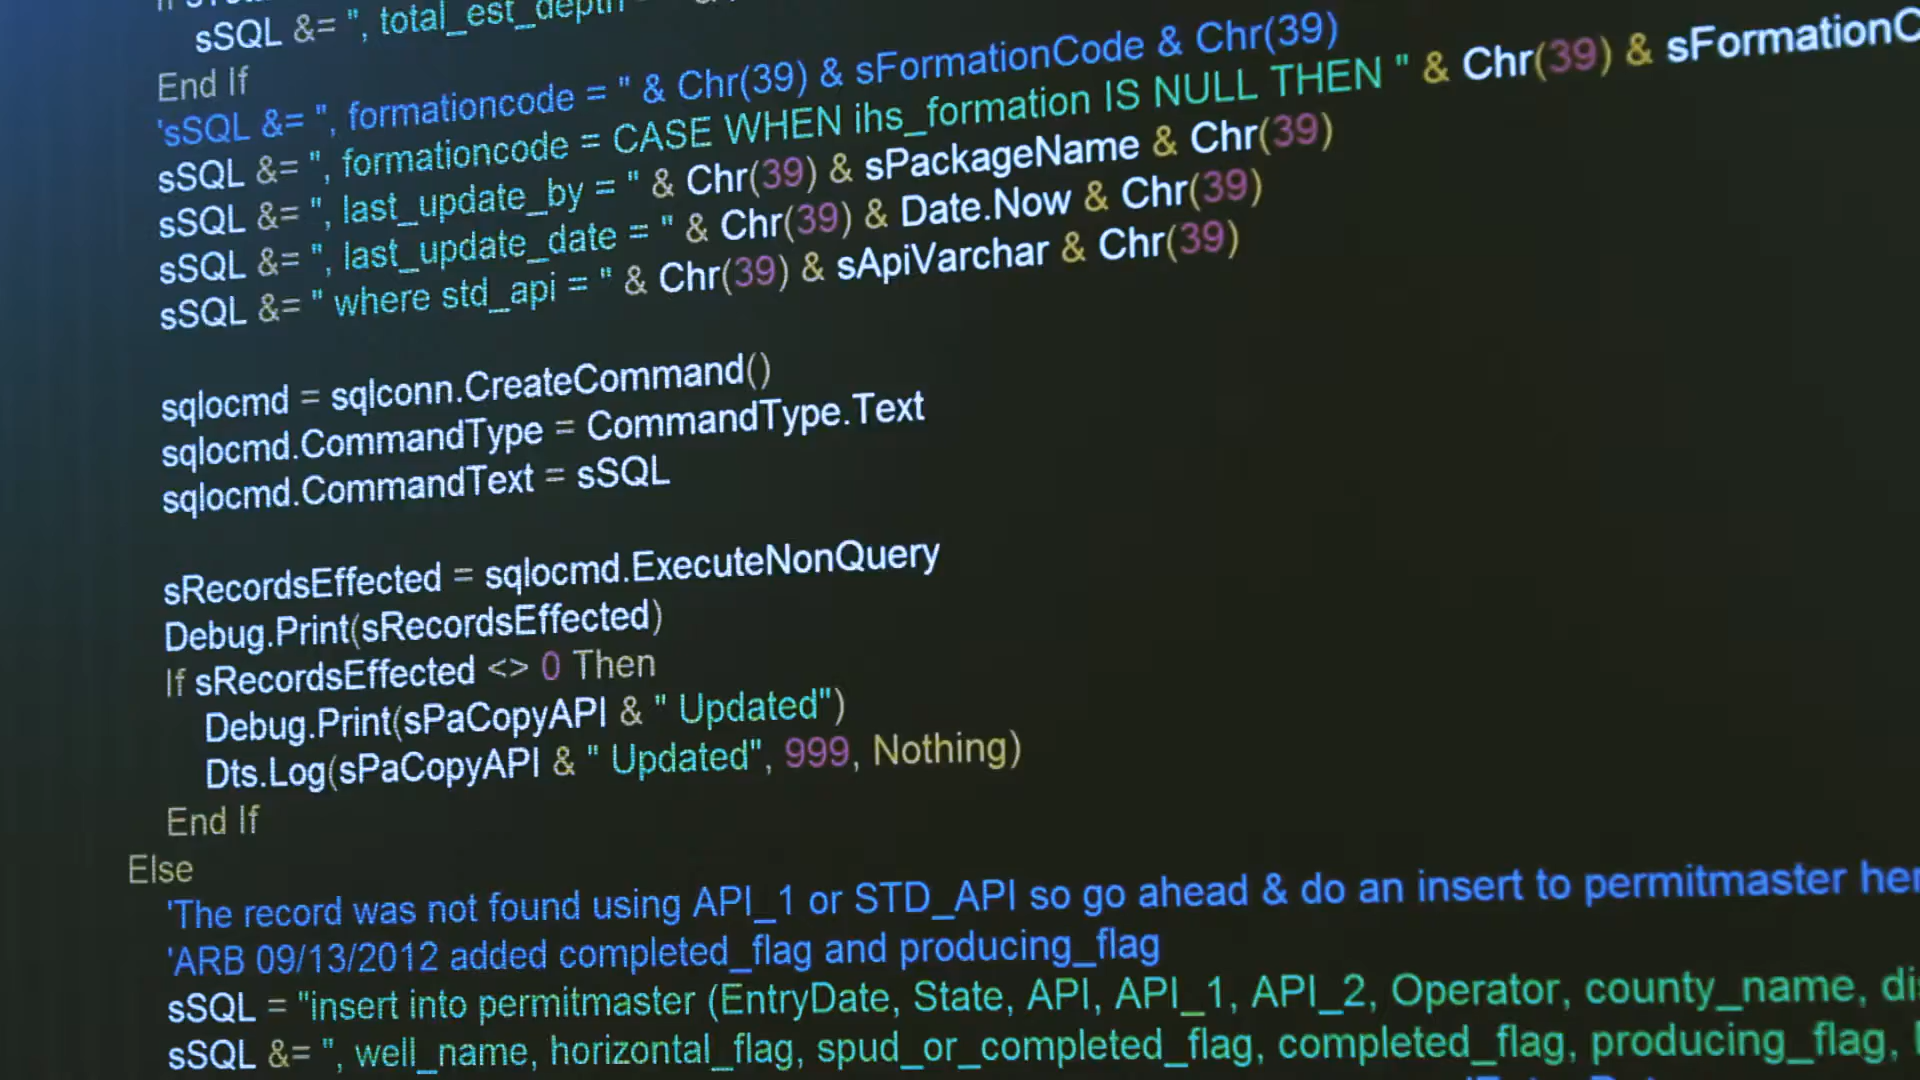 sSQL &= ", total_est_depth
End If
'sSQL &= ", formationcode = " & Chr(39) & sFormationCode & Chr(39)
sSQL &= ", formationcode = CASE WHEN ihs_formation IS NULL THEN " & Chr(39) & sFormationC
sSQL &= ", last_update_by = " & Chr(39) & sPackageName & Chr(39)
sSQL &= ", last_update_date = " & Chr(39) & Date.Now & Chr(39)
sSQL &= " where std_api = " & Chr(39) & sApiVarchar & Chr(39)
sqlocmd = sqlconn.CreateCommand()
sqlocmd.CommandType = CommandType.Text
sqlocmd.CommandText = sSQL
sRecordsEffected = sqlocmd.ExecuteNonQuery
Debug.Print(sRecordsEffected)
If sRecordsEffected <> 0 Then
Debug.Print(sPaCopyAPI & " Updated")
Dts.Log(sPaCopyAPI & " Updated", 999, Nothing)
End If
Else
'The record was not found using API_1 or STD_API so go ahead & do an insert to permitmaster her
'ARB 09/13/2012 added completed_flag and producing_flag
sSQL = "insert into permitmaster (EntryDate, State, API, API_1, API_2, Operator, county_name, di
sSQL &= ", well_name, horizontal_flag, spud_or_completed_flag, completed_flag, producing_flag,